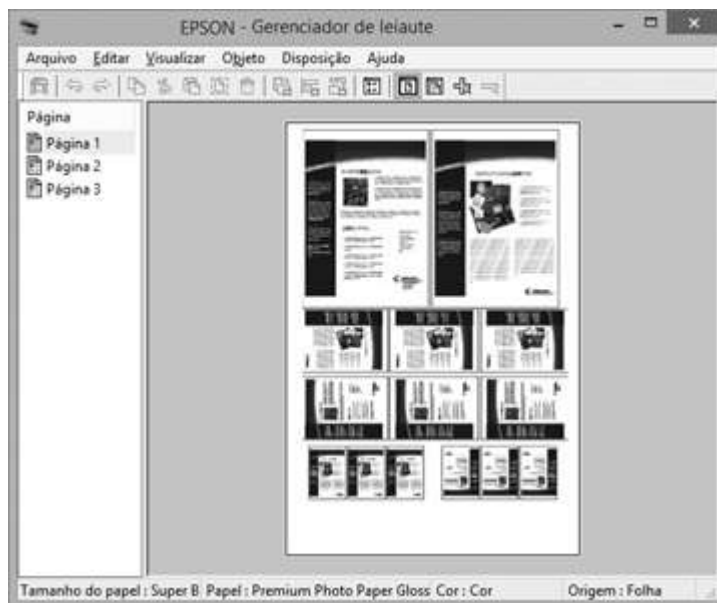 EPSON - Gerenciador de leiaute
Arquivo Editar Visualizar Objeto Disposição Ajuda
Página
Página 1
Página 2
Página 3
Tamanho do papel : Super B Papel : Premium Photo Paper Gloss Cor : Cor Origem : Folha